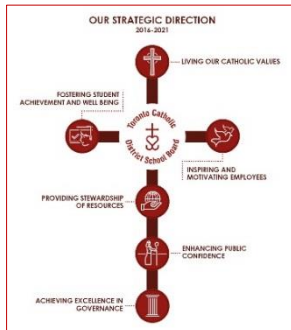 OUR STRATEGIC DIRECTION
2016-2021
LIVING OUR CATHOLIC VALUES
FOSTERING STUDENT
ACHIEVEMENT AND WELL BEING
Toronto Catholic
District School Board
INSPIRING AND
MOTIVATING EMPLOYEES
PROVIDING STEWARDSHIP
OF RESOURCES
ENHANCING PUBLIC
CONFIDENCE
ACHIEVING EXCELLENCE IN
GOVERNANCE